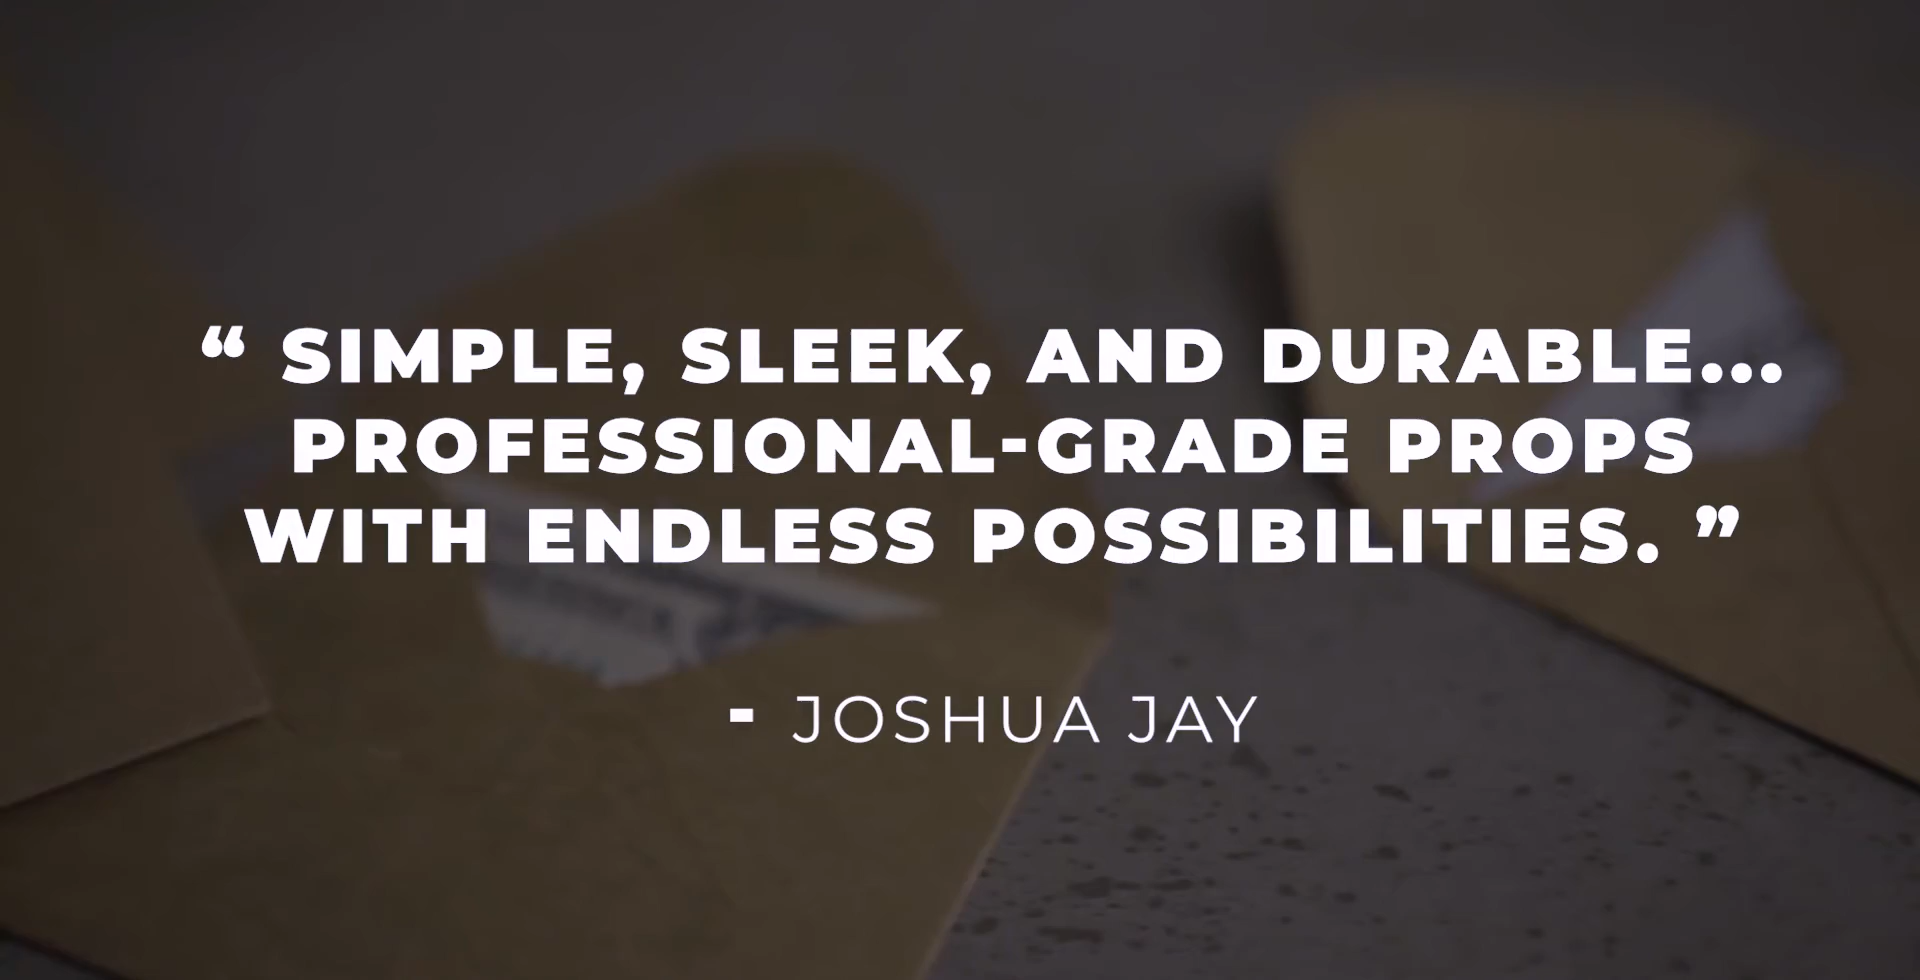 “ SIMPLE, SLEEK, AND DURABLE...
PROFESSIONAL-GRADE PROPS
WITH ENDLESS POSSIBILITIES. ”
- JOSHUA JAY